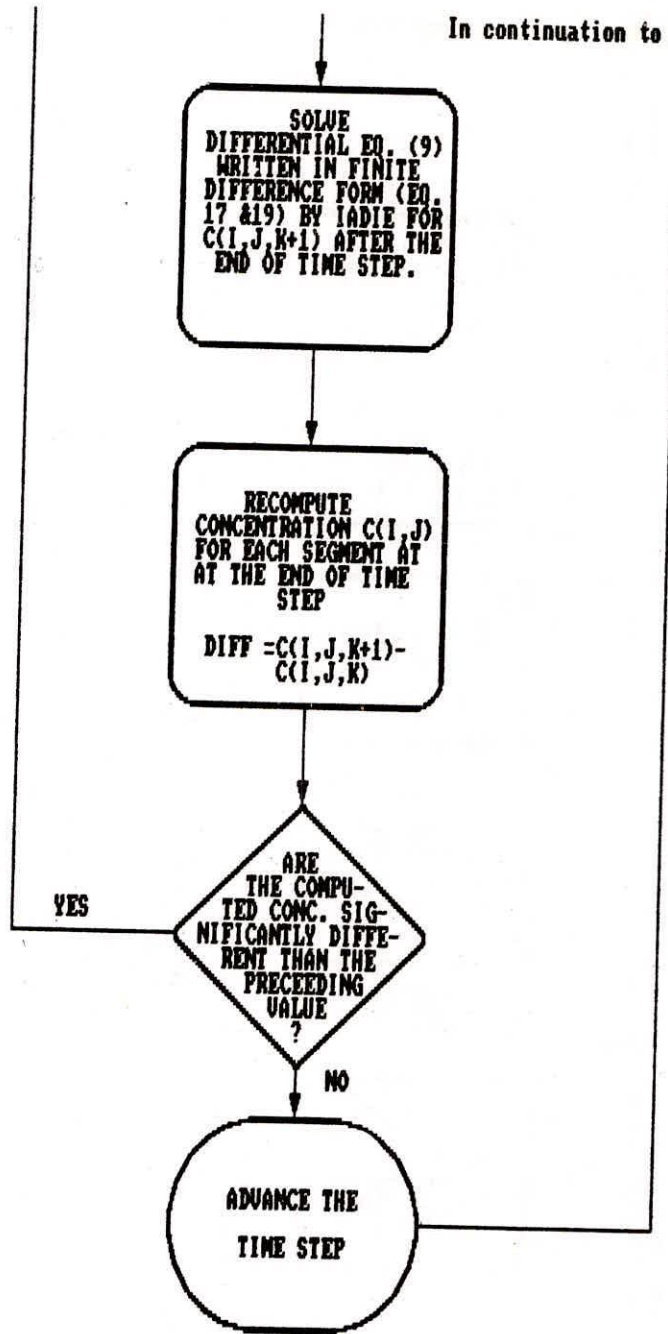 In continuation to
SOLVE
DIFFERENTIAL EQ. (9)
WRITTEN IN FINITE
DIFFERENCE FORM (EQ.
17 &19) BY IADIE FOR
C(I,J,K+1) AFTER THE
END OF TIME STEP.
RECOMPUTE
CONCENTRATION C(I,J)
FOR EACH SEGMENT AT
AT THE END OF TIME
STEP
DIFF =C(I,J,K+1)-
C(I,J,K)
ARE
THE COMPU-
TED CONC. SIG-
NIFICANTLY DIFFE-
RENT THAN THE
PRECEEDING
VALUE
?
YES
NO
ADVANCE THE
TIME STEP